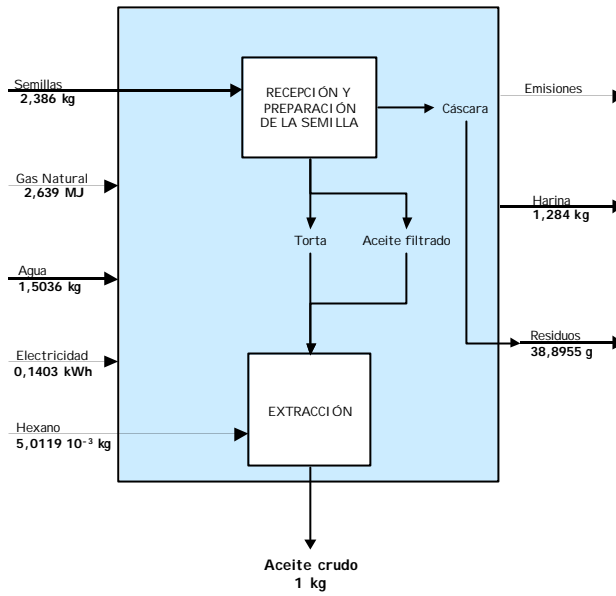 Semillas
2,386 kg
Gas Natural
2,639 MJ
Agua
1,5036 kg
Electricidad
0,1403 kWh
Hexano
5,0119 10⁻³ kg
RECEPCIÓN Y
PREPARACIÓN
DE LA SEMILLA
Cáscara
Torta
Aceite filtrado
EXTRACCIÓN
Emisiones
Harina
1,284 kg
Residuos
38,8955 g
Aceite crudo
1 kg